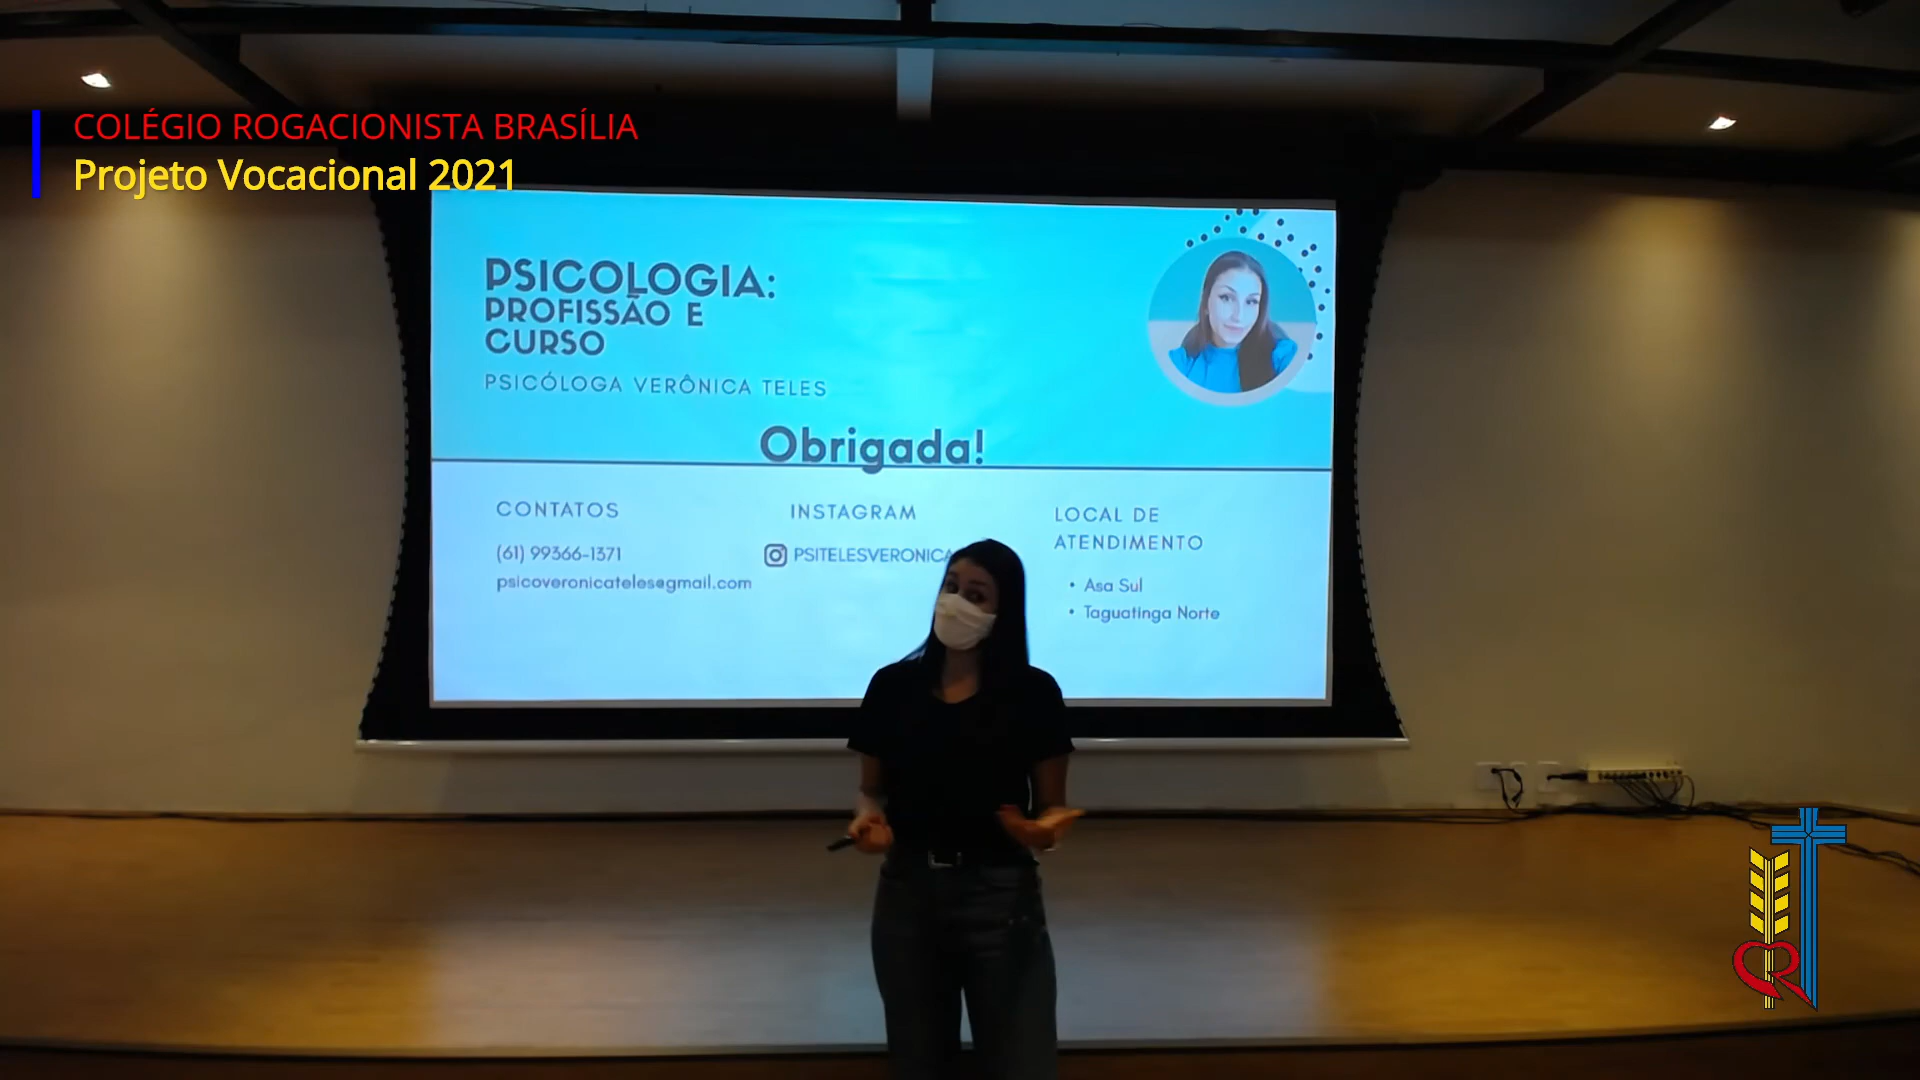 COLÉGIO ROGACIONISTA BRASÍLIA
Projeto Vocacional 2021
PSICOLOGIA:
PROFISSÃO E
CURSO
PSICÓLOGA VERÔNICA TELES
Obrigada!
CONTATOS
(61) 99366-1371
psicoveronicateles@gmail.com
INSTAGRAM
PSITELESVERONICA
LOCAL DE
ATENDIMENTO
• Asa Sul
• Taguatinga Norte